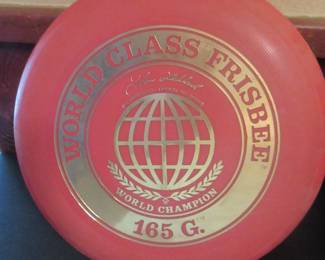 WORLD CLASS FRISBEE
WORLD CHAMPION
165 G.